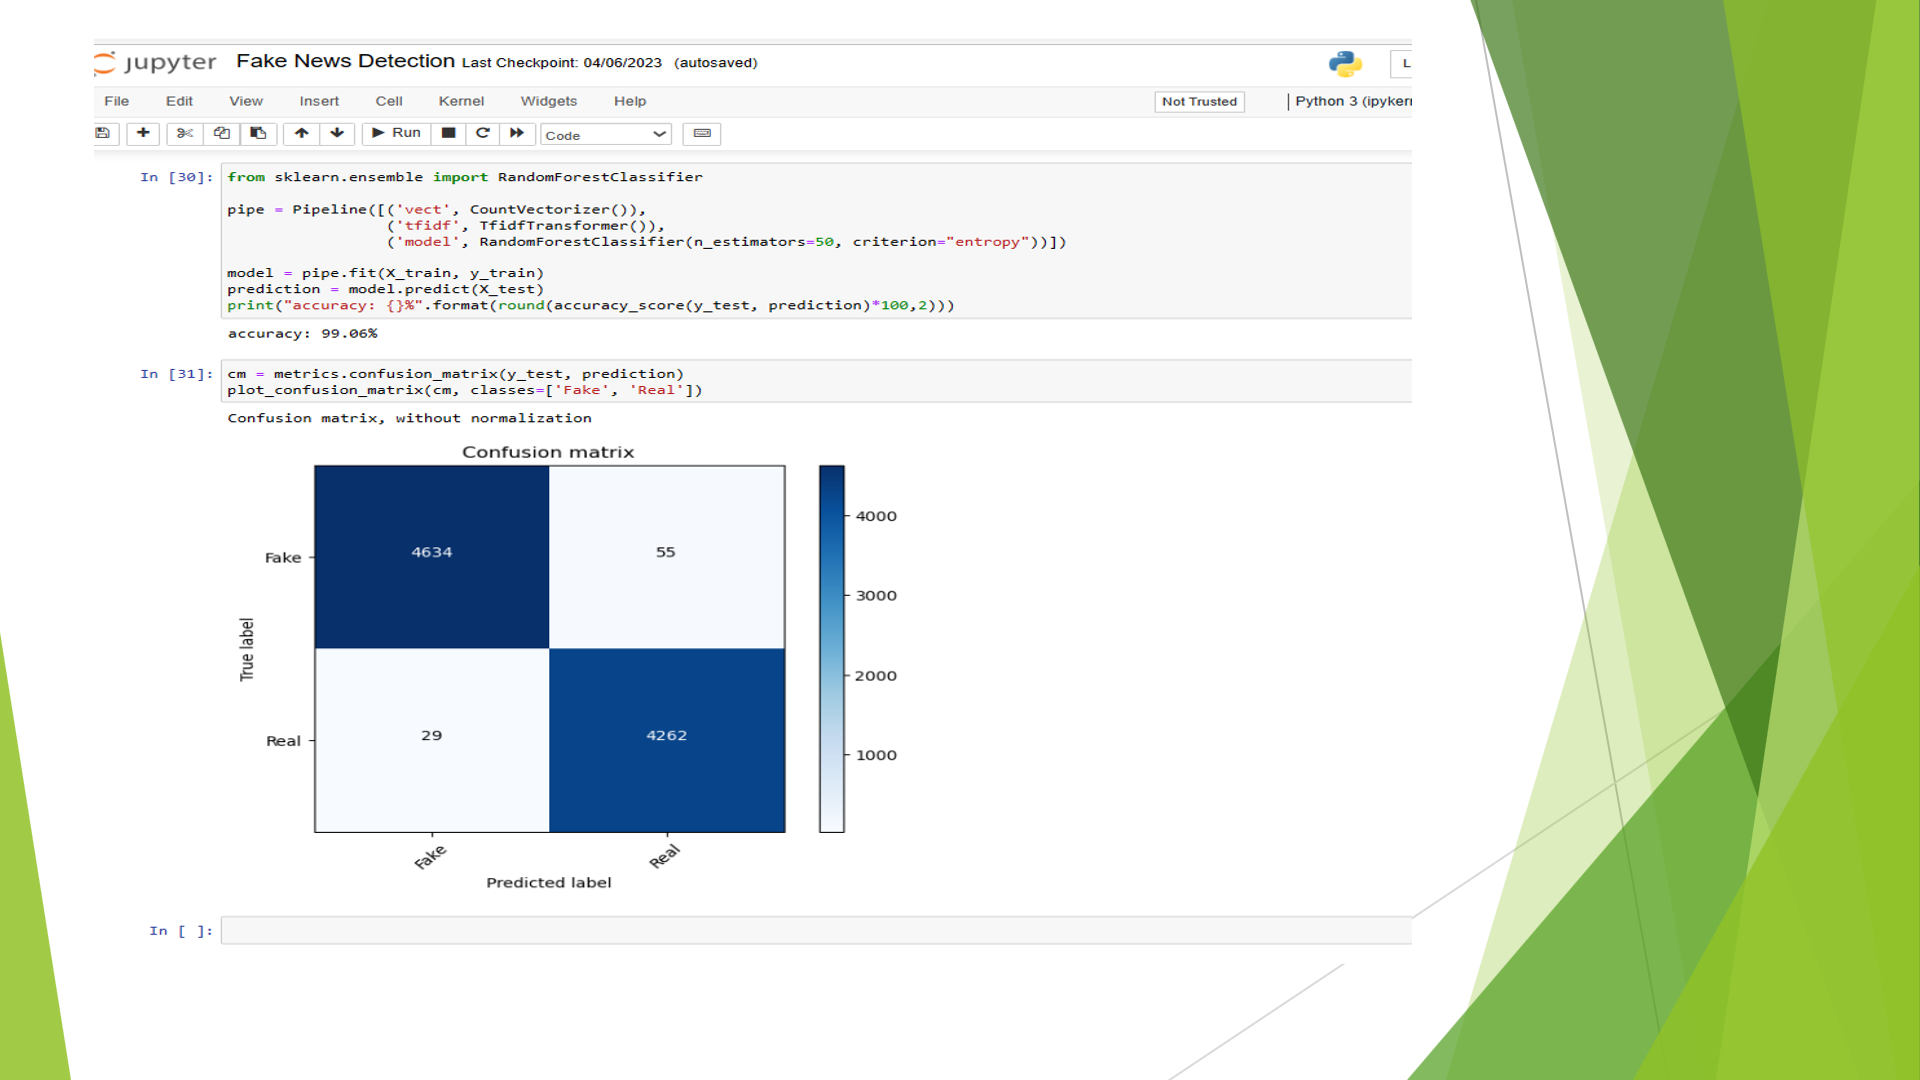 jupyter Fake News Detection Last Checkpoint: 04/06/2023 (autosaved)
File Edit View Insert Cell Kernel Widgets Help Not Trusted Python 3 (ipykern
Run Code
In [30]: from sklearn.ensemble import RandomForestClassifier
pipe = Pipeline([('vect', CountVectorizer()),
('tfidf', TfidfTransformer()),
('model', RandomForestClassifier(n_estimators=50, criterion="entropy"))])
model = pipe.fit(X_train, y_train)
prediction = model.predict(X_test)
print("accuracy: {}%".format(round(accuracy_score(y_test, prediction)*100,2)))
accuracy: 99.06%
In [31]: cm = metrics.confusion_matrix(y_test, prediction)
plot_confusion_matrix(cm, classes=['Fake', 'Real'])
Confusion matrix, without normalization
Confusion matrix
4000
Fake 4634 55
3000
True label
2000
Real 29 4262
1000
Fake Real
Predicted label
In [ ]: